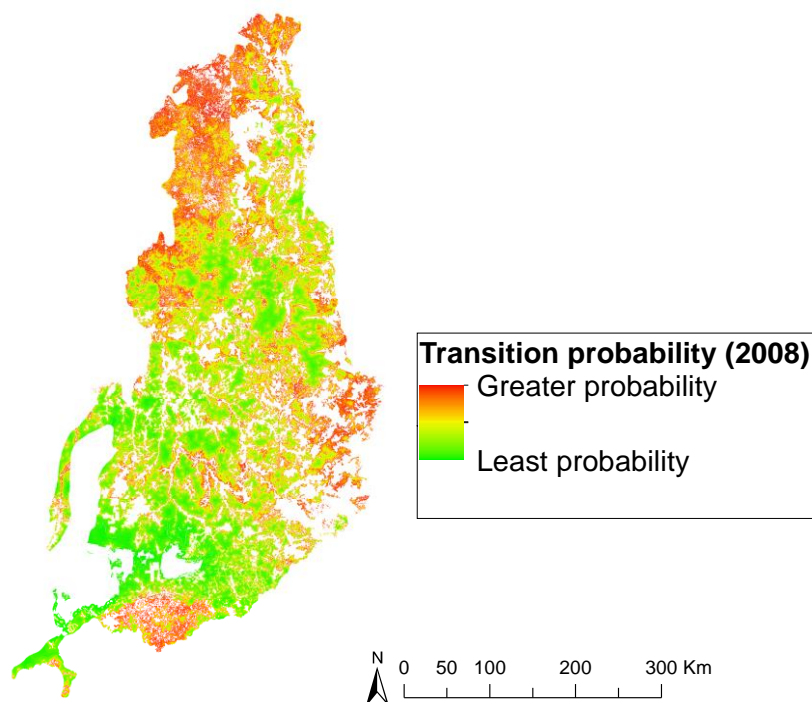 Transition probability (2008)
Greater probability
Least probability
N
0 50 100 200 300 Km